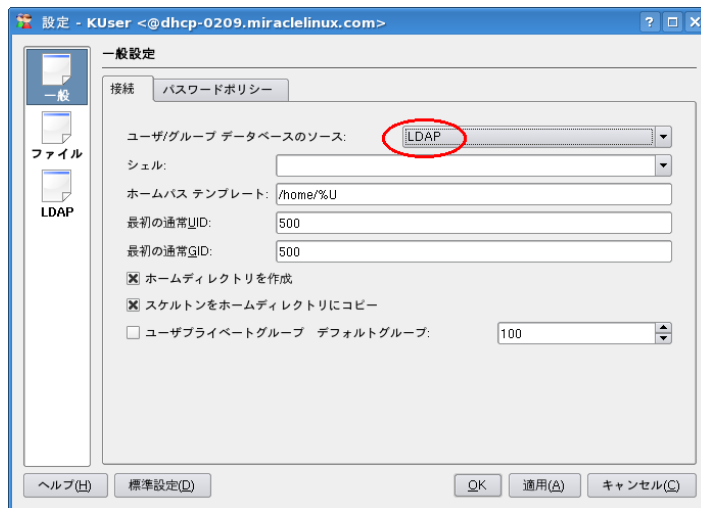 設定 - KUser <@dhcp-0209.miraclelinux.com>
一般
ファイル
LDAP
一般設定
接続 パスワードポリシー
ユーザ/グループ データベースのソース: LDAP
シェル:
ホームパス テンプレート: /home/%U
最初の通常UID: 500
最初の通常GID: 500
ホームディレクトリを作成
スケルトンをホームディレクトリにコピー
ユーザプライベートグループ デフォルトグループ: 100
ヘルプ(H) 標準設定(D) OK 適用(A) キャンセル(C)